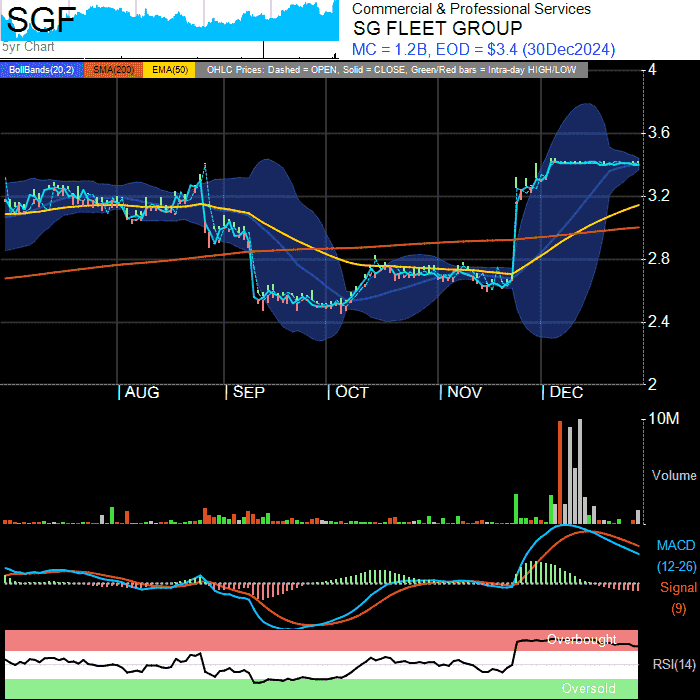 SGF
5yr Chart
Commercial & Professional Services
SG FLEET GROUP
MC = 1.2B, EOD = $3.4 (30Dec2024)
BollBands(20,2) SMA(200) EMA(50) OHLC Prices: Dashed = OPEN, Solid = CLOSE, Green/Red bars = Intra-day HIGH/LOW
4
3.6
3.2
2.8
2.4
2
AUG SEP OCT NOV DEC
10M
Volume
MACD
(12-26)
Signal
(9)
Overbought
RSI(14)
Oversold